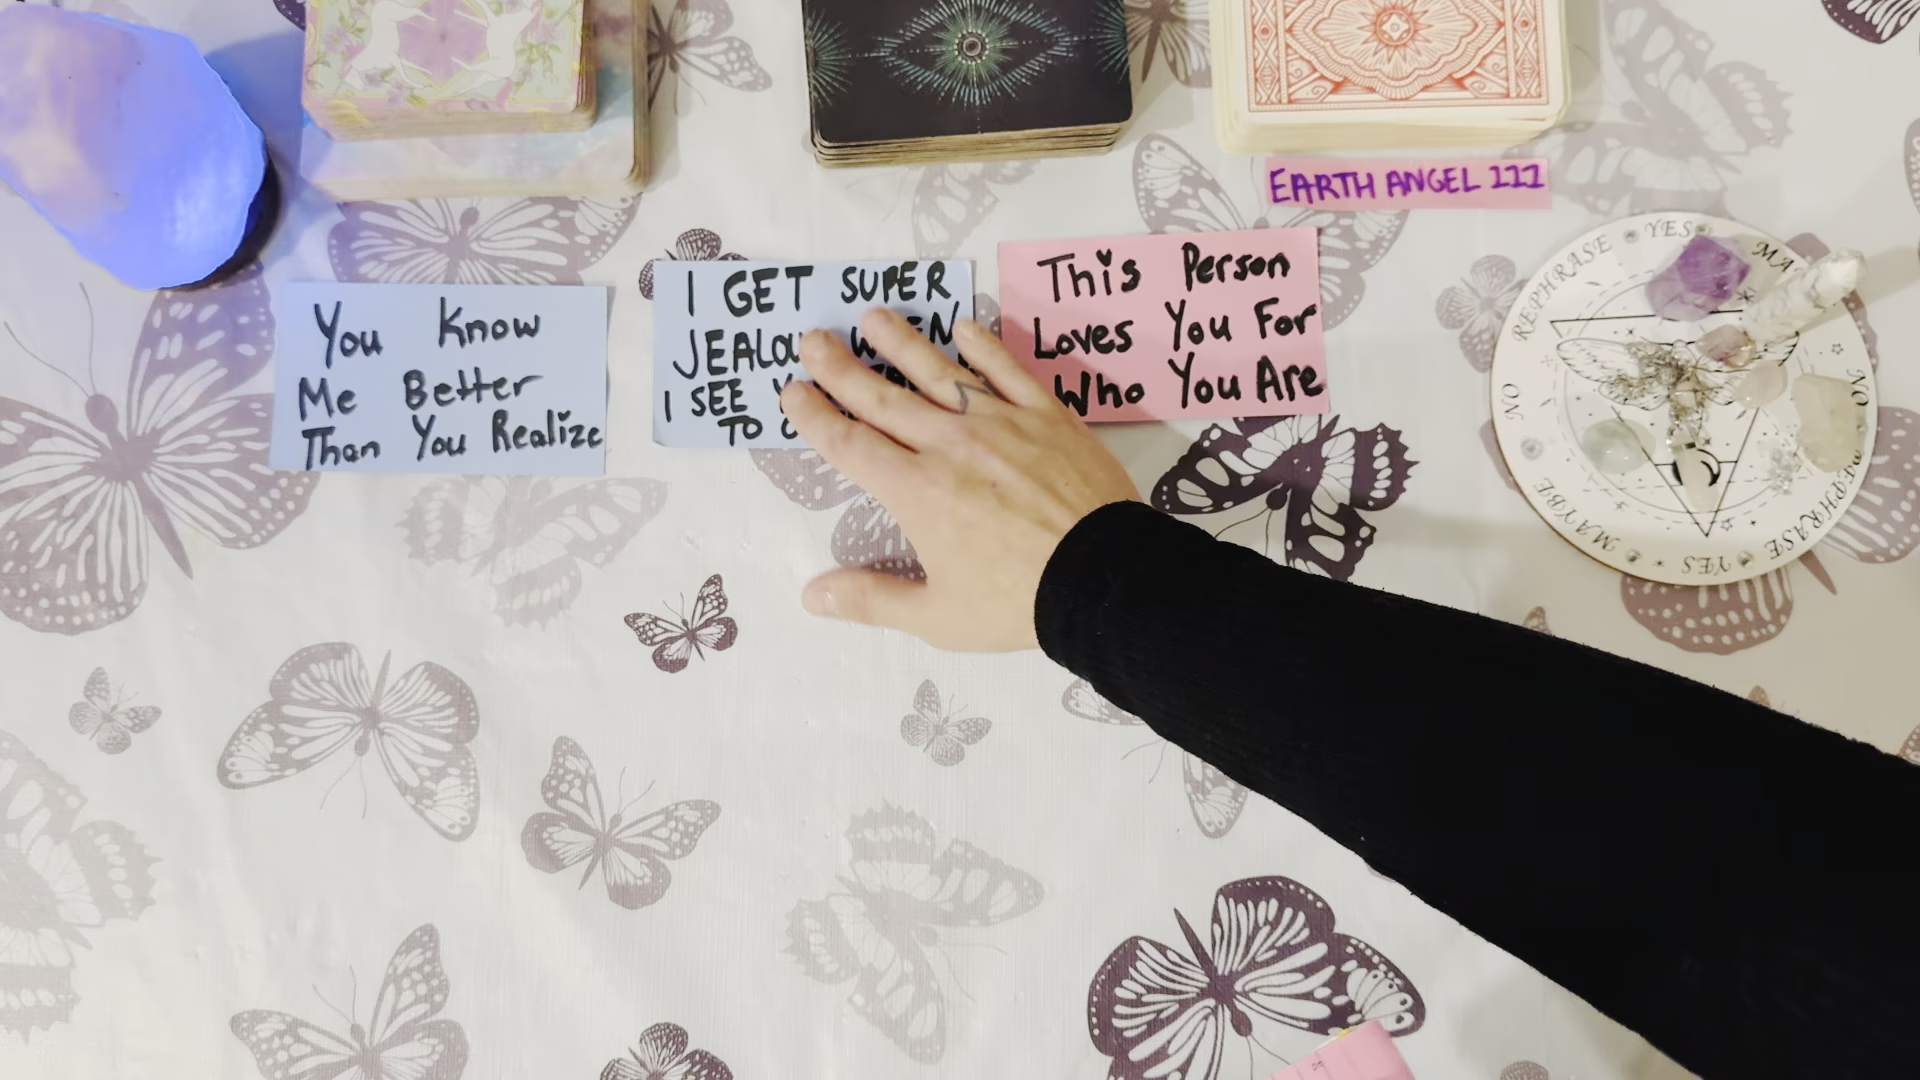 EARTH ANGEL 111
You Know
Me Better
Than You Realize
I GET SUPER
I SEE
TO
This Person
Loves You For
Who You Are
REPHRASE YES
NO
NO
MAYBE YES REPHRASE